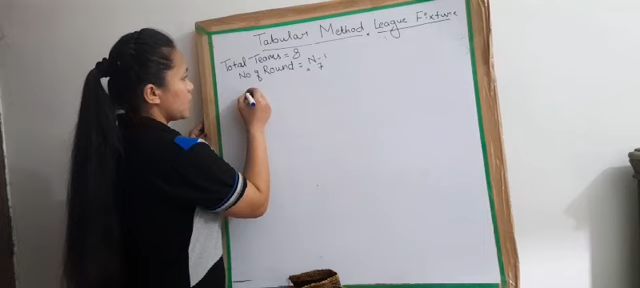 Tabular Method. League Fixture
Total Teams = 8
No of Round = N-1
= 7